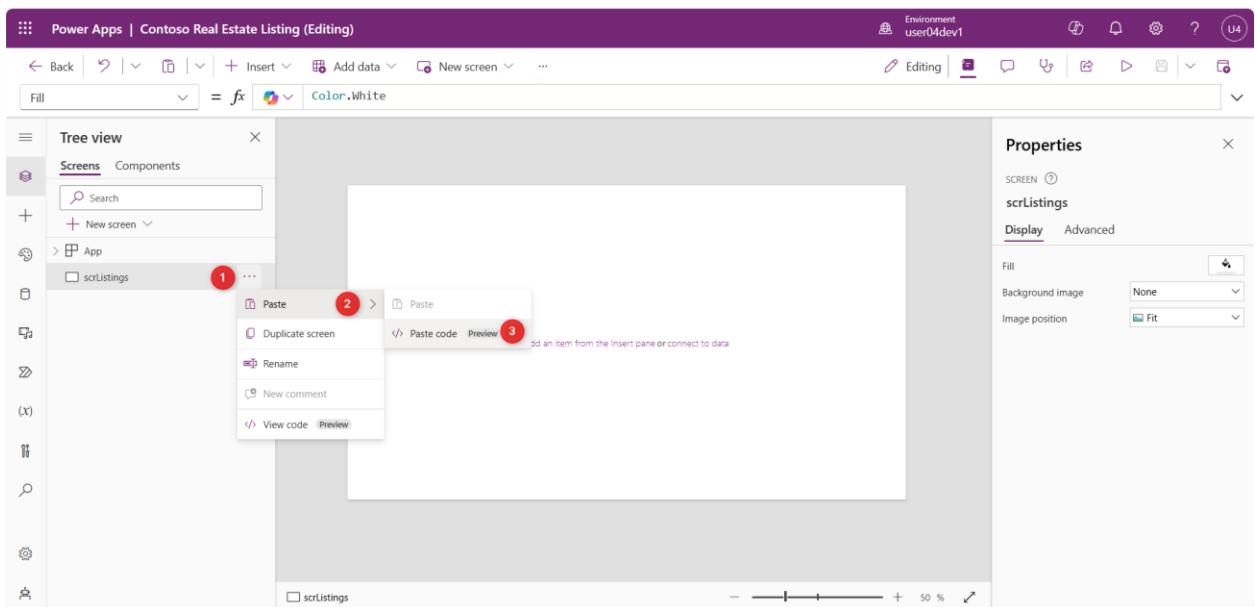 Power Apps | Contoso Real Estate Listing (Editing)
Environment
user04dev1
U4
Back
Insert
Add data
New screen
...
Editing
Fill
= fx
Color.White
Tree view
Screens
Components
Search
New screen
App
scrListings
1
...
Paste
2
Duplicate screen
Rename
New comment
View code Preview
Paste
Paste code Preview
3
dd an item from the Insert pane or connect to data
(x)
Properties
SCREEN
scrListings
Display
Advanced
Fill
Background image
None
Image position
Fit
scrListings
50 %